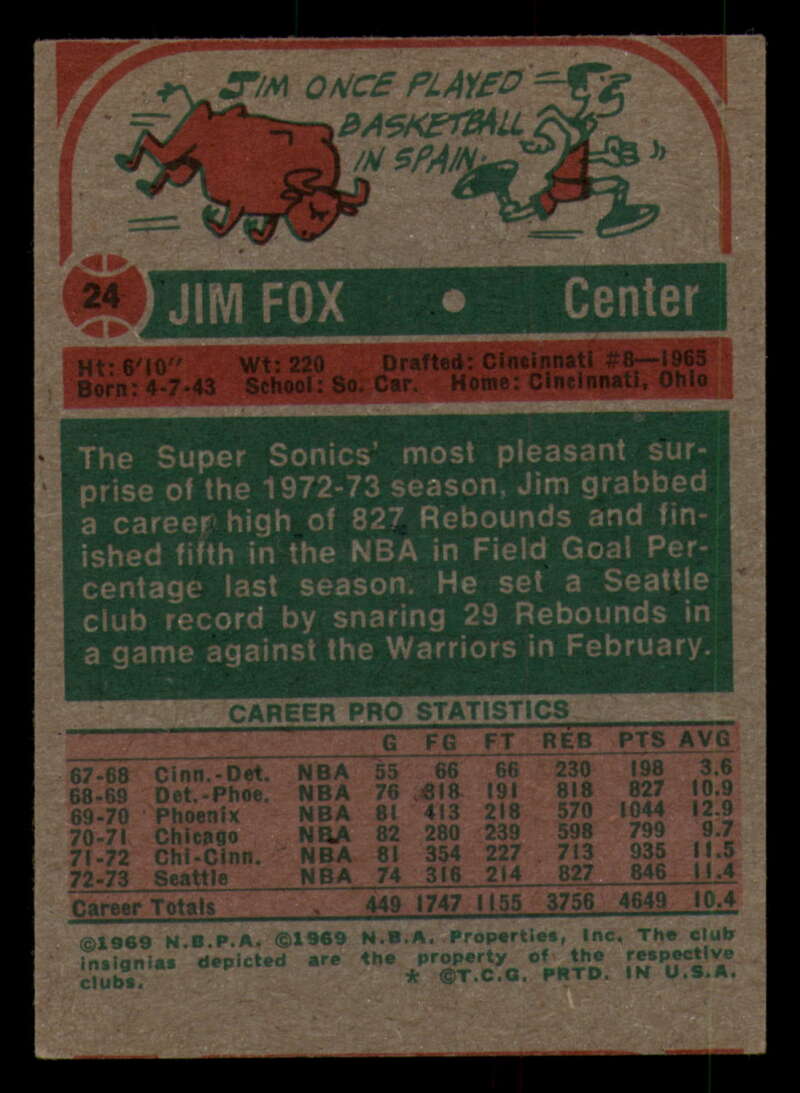 JIM ONCE PLAYED
BASKETBALL
IN SPAIN.
24
JIM FOX Center
Ht: 6'10" Wt: 220 Drafted: Cincinnati #8—1965
Born: 4-7-43 School: So. Car. Home: Cincinnati, Ohio
The Super Sonics' most pleasant sur-
prise of the 1972-73 season, Jim grabbed
a career high of 827 Rebounds and fin-
ished fifth in the NBA in Field Goal Per-
centage last season. He set a Seattle
club record by snaring 29 Rebounds in
a game against the Warriors in February.
CAREER PRO STATISTICS
G FG FT REB PTS AVG
67-68 Cinn.-Det. NBA 55 66 66 230 198 3.6
68-69 Det.-Phoe. NBA 76 318 191 818 827 10.9
69-70 Phoenix NBA 81 413 218 570 1044 12.9
70-71 Chicago NBA 82 280 239 598 799 9.7
71-72 Chi-Cinn. NBA 81 354 227 713 935 11.5
72-73 Seattle NBA 74 316 214 827 846 11.4
Career Totals 449 1747 1155 3756 4649 10.4
©1969 N.B.P.A. ©1969 N.B.A. Properties, Inc. The club
insignias depicted are the property of the respective
clubs. * ©T.C.G. PRTD. IN U.S.A.